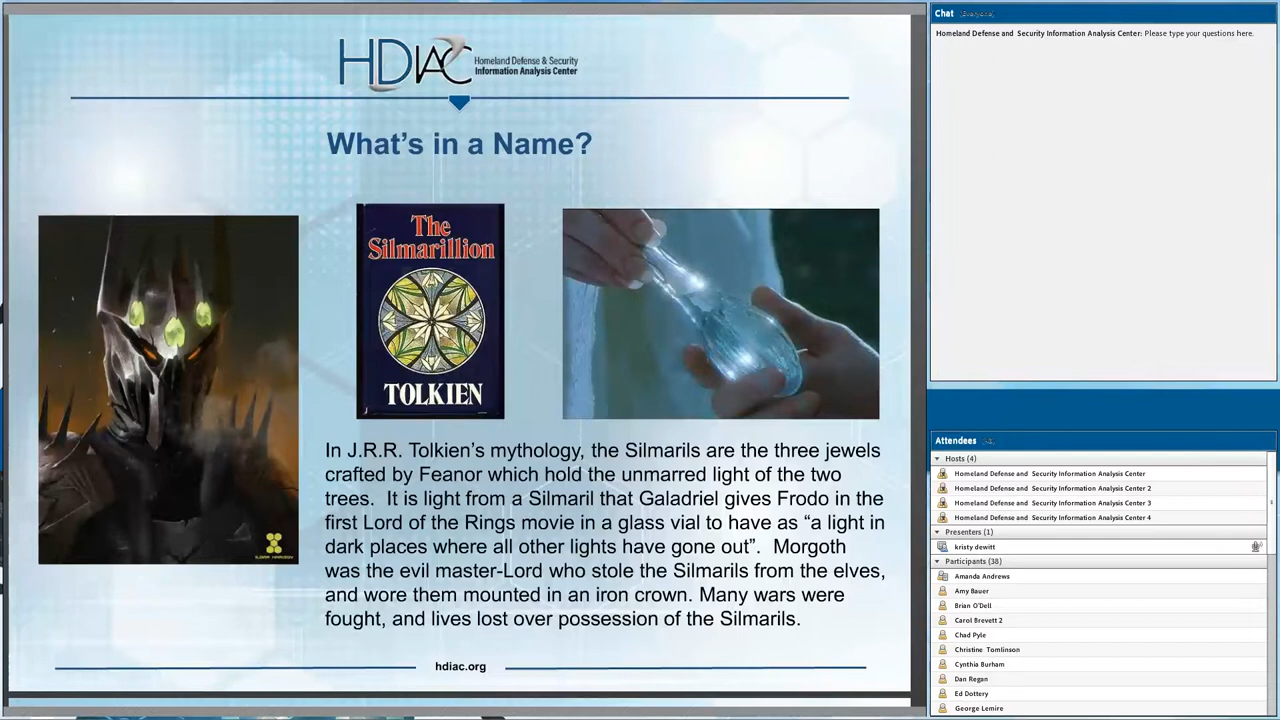 HDIAC
Homeland Defense & Security
Information Analysis Center
What's in a Name?
The
Silmarillion
TOLKIEN
In J.R.R. Tolkien's mythology, the Silmarils are the three jewels
crafted by Feanor which hold the unmarred light of the two
trees.  It is light from a Silmaril that Galadriel gives Frodo in the
first Lord of the Rings movie in a glass vial to have as “a light in
dark places where all other lights have gone out”.  Morgoth
was the evil master-Lord who stole the Silmarils from the elves,
and wore them mounted in an iron crown. Many wars were
fought, and lives lost over possession of the Silmarils.
hdiac.org
Chat (Everyone)
Homeland Defense and  Security Information Analysis Center: Please type your questions here.
Attendees
Hosts (4)
Homeland Defense and  Security Information Analysis Center
Homeland Defense and  Security Information Analysis Center 2
Homeland Defense and  Security Information Analysis Center 3
Homeland Defense and  Security Information Analysis Center 4
Presenters (1)
kristy dewitt
Participants (38)
Amanda Andrews
Amy Bauer
Brian O'Dell
Carol Brevett 2
Chad Pyle
Christine  Tomlinson
Cynthia Burham
Dan Regan
Ed Dottery
George Lemire